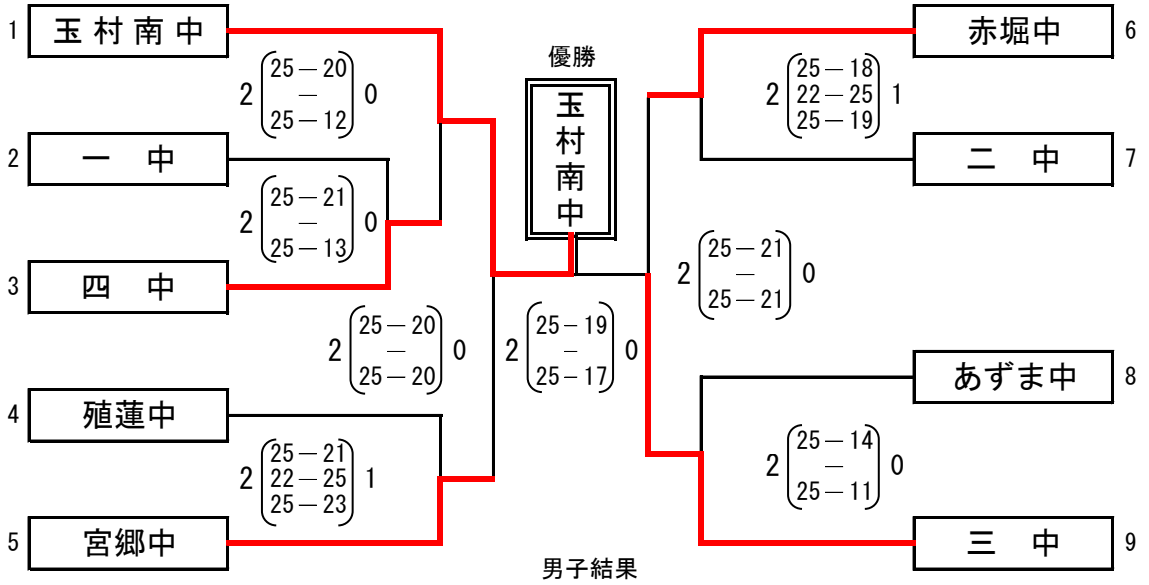 1 玉村南中
2 25－20 － 25－12 0
2 一 中
2 25－21 － 25－13 0
3 四 中
2 25－20 － 25－20 0
4 殖蓮中
2 25－21 22－25 25－23 1
5 宮郷中
優勝
玉村南中
2 25－19 － 25－17 0
男子結果
赤堀中 6
2 25－18 22－25 25－19 1
二 中 7
2 25－21 － 25－21 0
あずま中 8
2 25－14 － 25－11 0
三 中 9